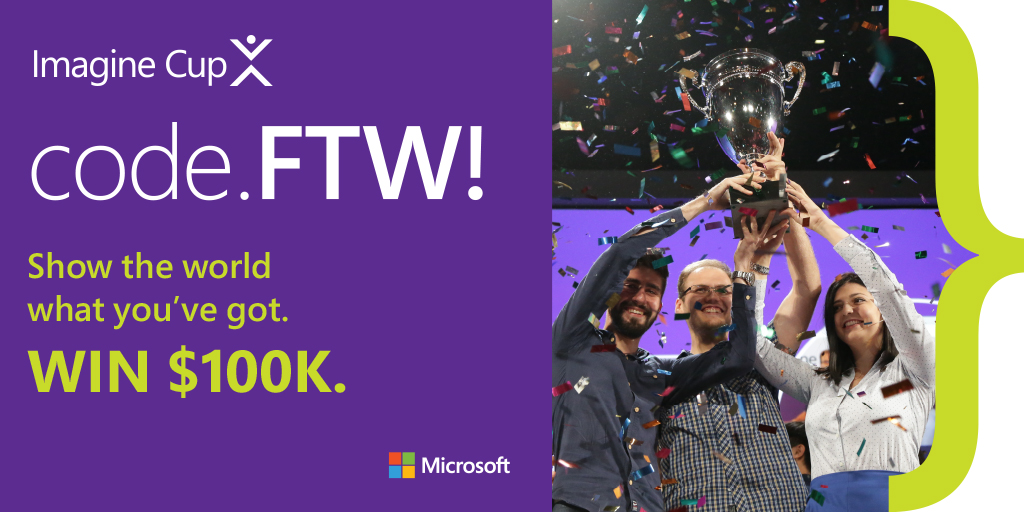 Imagine Cup
code.FTW!
Show the world
what you've got.
WIN $100K.
Microsoft